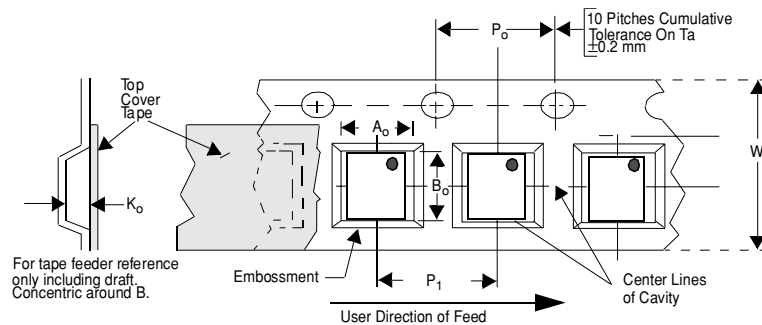 10 Pitches Cumulative
Tolerance On Ta
±0.2 mm
Po
Top
Cover
Tape
Ao
W
Bo
Ko
For tape feeder reference
only including draft.
Concentric around B.
Embossment
P1
Center Lines
of Cavity
User Direction of Feed